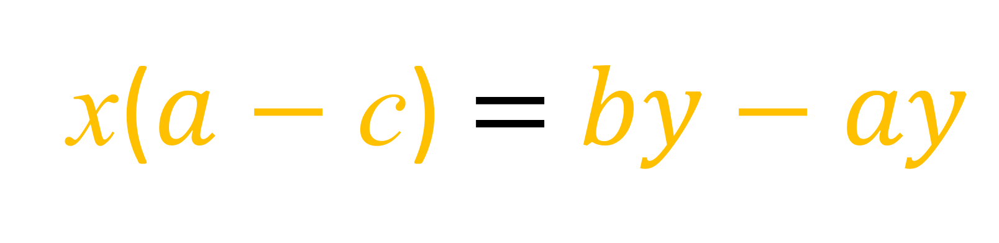 x(a − c) = by − ay